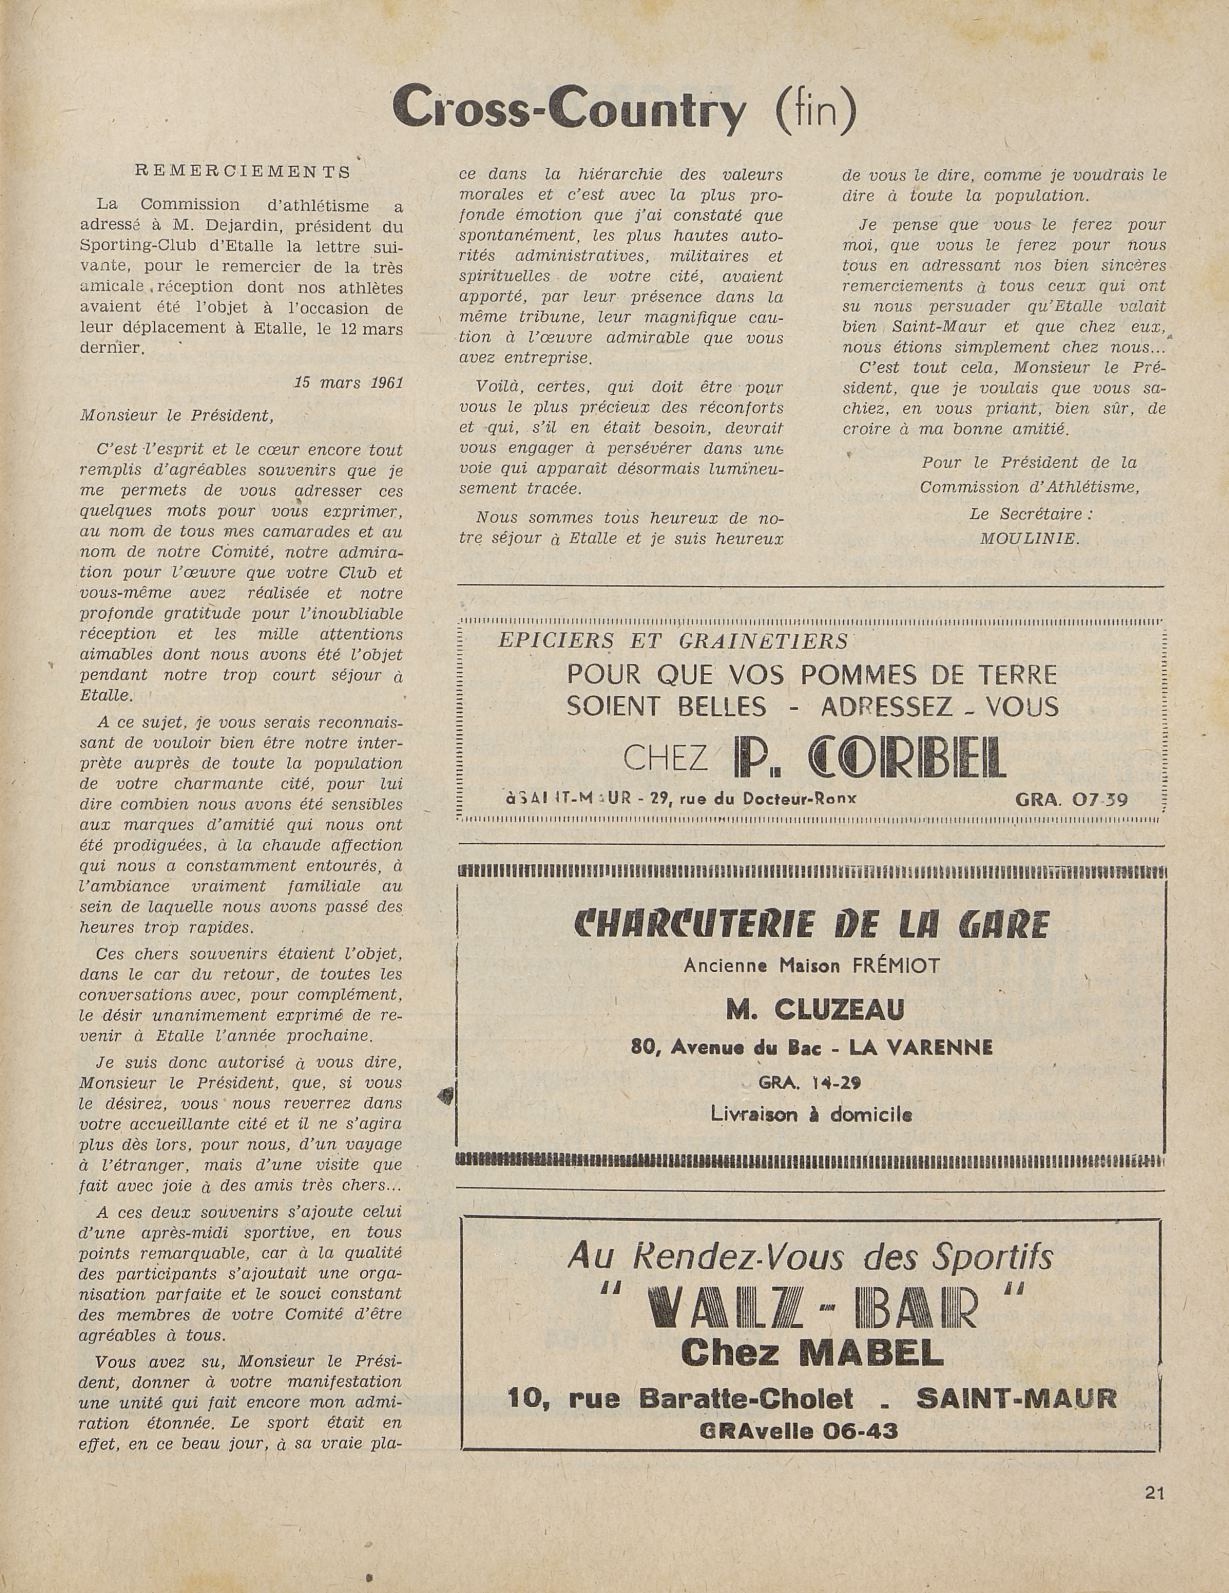 Cross-Country (fin)
REMERCIEMENTS
La Commission d'athlétisme a
adressé à M. Dejardin, président du
Sporting-Club d'Etalle la lettre sui-
vante, pour le remercier de la très
amicale réception dont nos athlètes
avaient été l'objet à l'occasion de
leur déplacement à Etalle, le 12 mars
dernier.
15 mars 1961
Monsieur le Président,
C'est l'esprit et le cœur encore tout
remplis d'agréables souvenirs que je
me permets de vous adresser ces
quelques mots pour vous exprimer,
au nom de tous mes camarades et au
nom de notre Comité, notre admira-
tion pour l'œuvre que votre Club et
vous-même avez réalisée et notre
profonde gratitude pour l'inoubliable
réception et les mille attentions
aimables dont nous avons été l'objet
pendant notre trop court séjour à
Etalle.
A ce sujet, je vous serais reconnais-
sant de vouloir bien être notre inter-
prète auprès de toute la population
de votre charmante cité, pour lui
dire combien nous avons été sensibles
aux marques d'amitié qui nous ont
été prodiguées, à la chaude affection
qui nous a constamment entourés, à
l'ambiance vraiment familiale au
sein de laquelle nous avons passé des
heures trop rapides.
Ces chers souvenirs étaient l'objet,
dans le car du retour, de toutes les
conversations avec, pour complément,
le désir unanimement exprimé de re-
venir à Etalle l'année prochaine.
Je suis donc autorisé à vous dire,
Monsieur le Président, que, si vous
le désirez, vous nous reverrez dans
votre accueillante cité et il ne s'agira
plus dès lors, pour nous, d'un vayage
à l'étranger, mais d'une visite que
fait avec joie à des amis très chers...
A ces deux souvenirs s'ajoute celui
d'une après-midi sportive, en tous
points remarquable, car à la qualité
des participants s'ajoutait une orga-
nisation parfaite et le souci constant
des membres de votre Comité d'être
agréables à tous.
Vous avez su, Monsieur le Prési-
dent, donner à votre manifestation
une unité qui fait encore mon admi-
ration étonnée. Le sport était en
effet, en ce beau jour, à sa vraie pla-
ce dans la hiérarchie des valeurs
morales et c'est avec la plus pro-
fonde émotion que j'ai constaté que
spontanément, les plus hautes auto-
rités administratives, militaires et
spirituelles de votre cité, avaient
apporté, par leur présence dans la
même tribune, leur magnifique cau-
tion à l'œuvre admirable que vous
avez entreprise.
Voilà, certes, qui doit être pour
vous le plus précieux des réconforts
et qui, s'il en était besoin, devrait
vous engager à persévérer dans une
voie qui apparaît désormais lumineu-
sement tracée.
Nous sommes tous heureux de no-
tre séjour à Etalle et je suis heureux
de vous le dire, comme je voudrais le
dire à toute la population.
Je pense que vous le ferez pour
moi, que vous le ferez pour nous
tous en adressant nos bien sincères
remerciements à tous ceux qui ont
su nous persuader qu'Etalle valait
bien Saint-Maur et que chez eux,
nous étions simplement chez nous...
C'est tout cela, Monsieur le Pré-
sident, que je voulais que vous sa-
chiez, en vous priant, bien sûr, de
croire à ma bonne amitié.
Pour le Président de la
Commission d'Athlétisme,
Le Secrétaire :
MOULINIE.
EPICIERS ET GRAINETIERS
POUR QUE VOS POMMES DE TERRE
SOIENT BELLES - ADRESSEZ - VOUS
CHEZ P. CORBEL
à SAINT-MAUR - 29, rue du Docteur-Roux GRA. 07-39
CHARCUTERIE DE LA GARE
Ancienne Maison FRÉMIOT
M. CLUZEAU
80, Avenue du Bac - LA VARENNE
GRA. 14-29
Livraison à domicile
Au Rendez-Vous des Sportifs
" VALZ - BAR "
Chez MABEL
10, rue Baratte-Cholet - SAINT-MAUR
GRAvelle 06-43
21